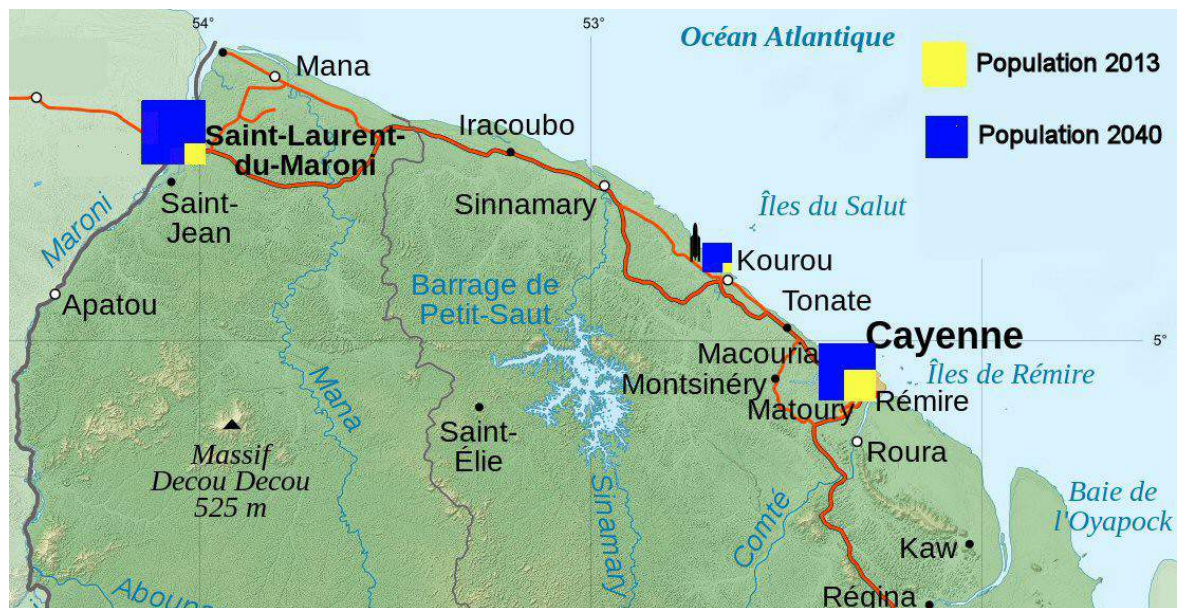 54°
53°
Océan Atlantique
Population 2013
Population 2040
Mana
Saint-Laurent-
du-Maroni
Iracoubo
Saint-
Jean
Maroni
Sinnamary
Îles du Salut
Kourou
Apatou
Barrage de
Petit-Saut
Tonate
Cayenne
5°
Macouria
Îles de Rémire
Montsinéry
Matoury
Rémire
Mana
Saint-
Élie
Massif
Decou Decou
525 m
Sinamary
Roura
Comté
Baie de
l'Oyapock
Kaw
Régina